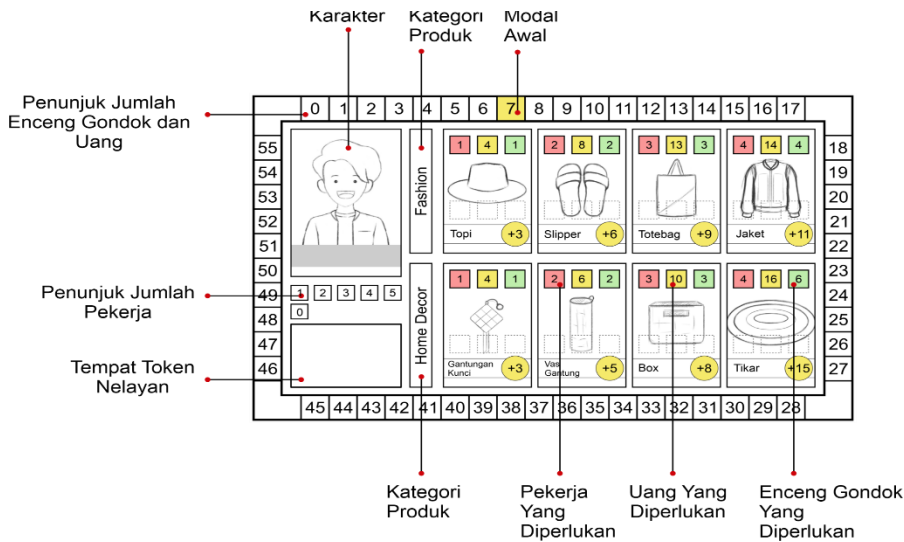 Karakter
Kategori
Produk
Modal
Awal
Penunjuk Jumlah
Enceng Gondok dan
Uang
0 1 2 3 4 5 6 7 8 9 10 11 12 13 14 15 16 17
55
54
53
52
51
50
49
48
47
46
18
19
20
21
22
23
24
25
26
27
Fashion
1 4 1
Topi +3
2 8 2
Slipper +6
3 13 3
Totebag +9
4 14 4
Jaket +11
Penunjuk Jumlah
Pekerja
1 2 3 4 5
0
Tempat Token
Nelayan
Home Decor
1 4 1
Gantungan
Kunci +3
2 6 2
Vas
Gantung +5
3 10 3
Box +8
4 16 6
Tikar +15
45 44 43 42 41 40 39 38 37 36 35 34 33 32 31 30 29 28
Kategori
Produk
Pekerja
Yang
Diperlukan
Uang Yang
Diperlukan
Enceng Gondok
Yang
Diperlukan